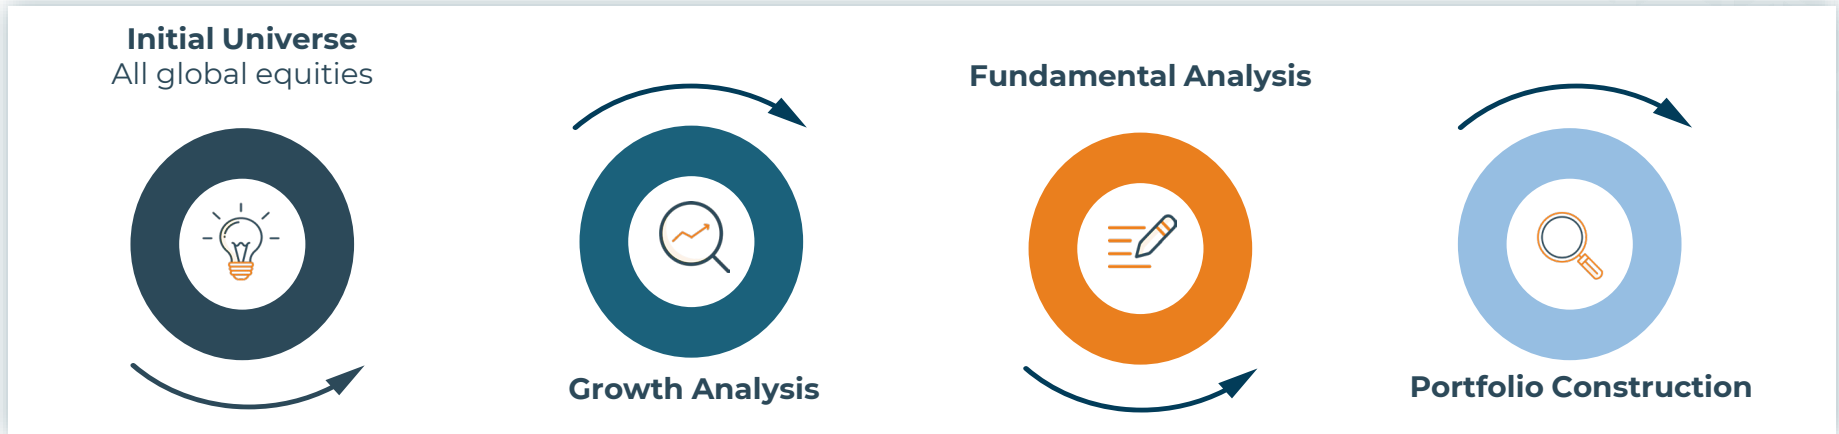 Initial Universe
All global equities
Growth Analysis
Fundamental Analysis
Portfolio Construction